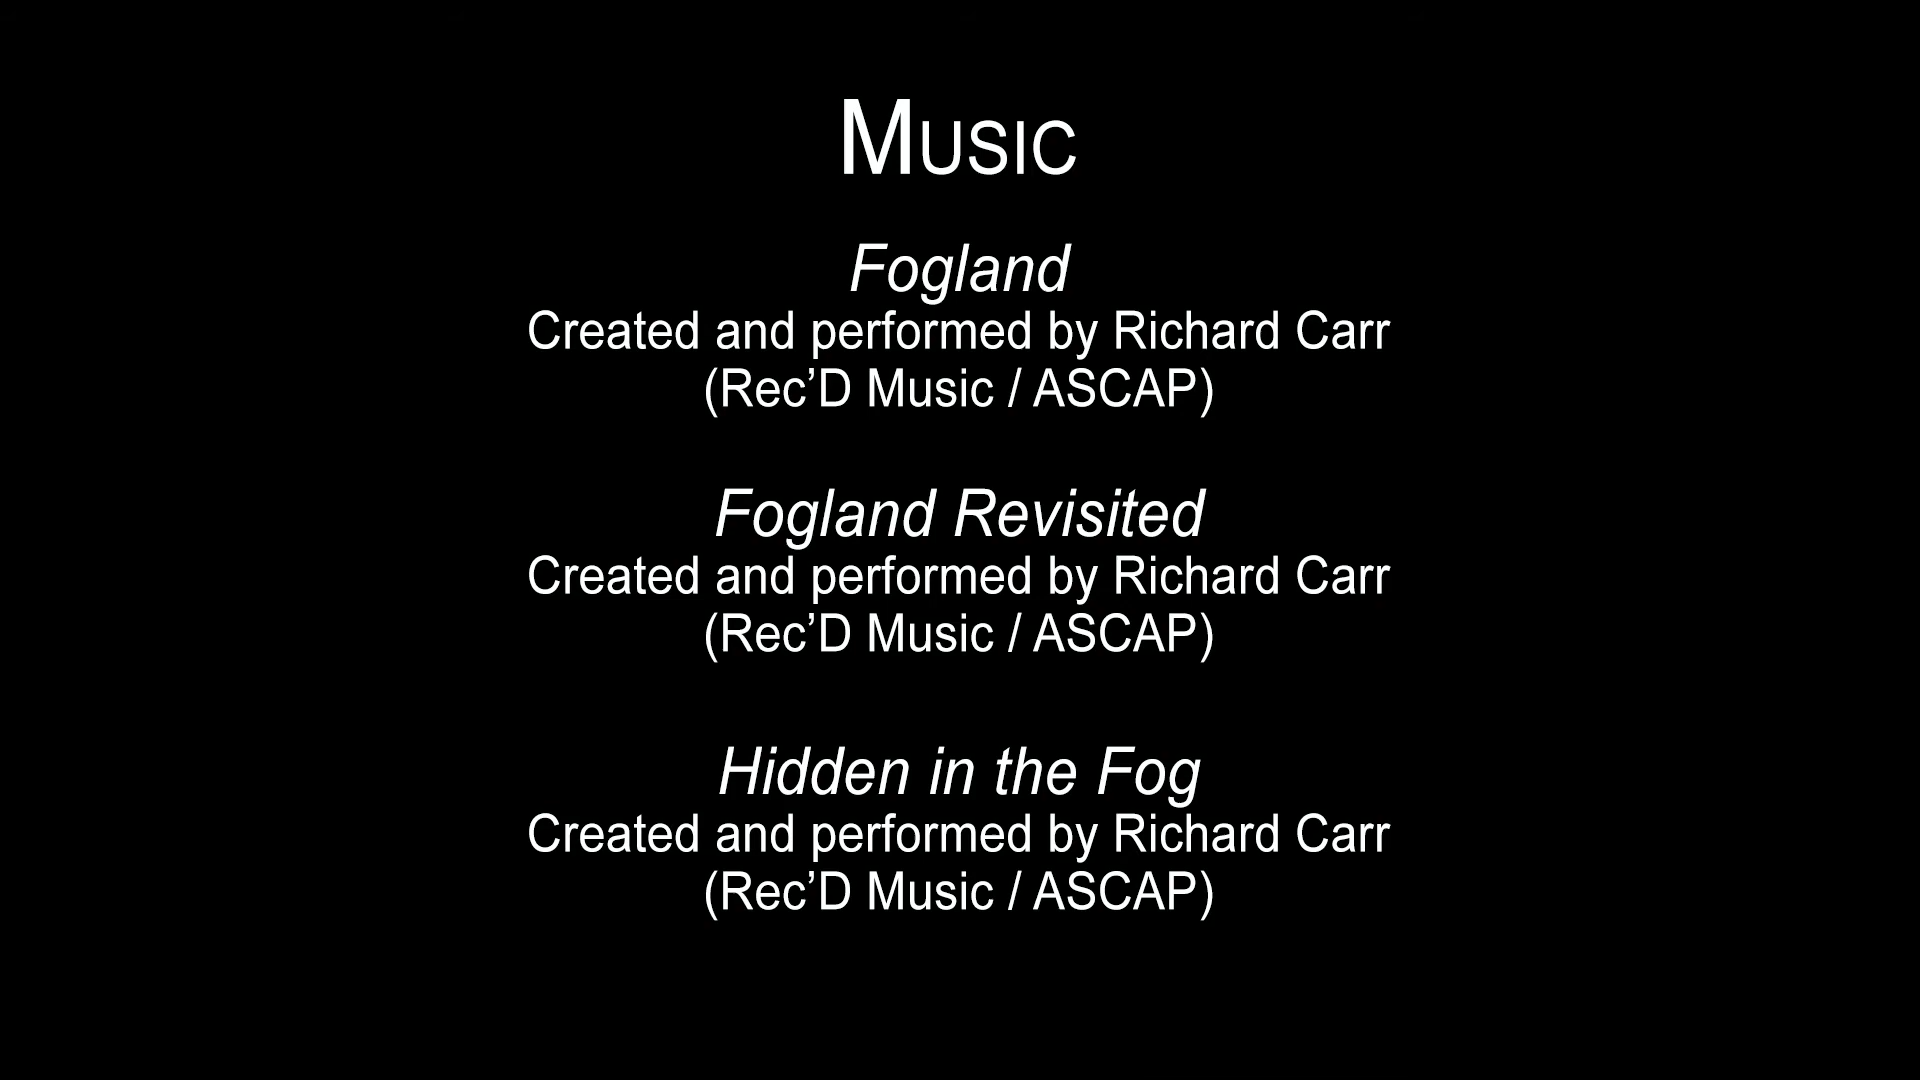 Music
Fogland
Created and performed by Richard Carr
(Rec’D Music / ASCAP)
Fogland Revisited
Created and performed by Richard Carr
(Rec’D Music / ASCAP)
Hidden in the Fog
Created and performed by Richard Carr
(Rec’D Music / ASCAP)